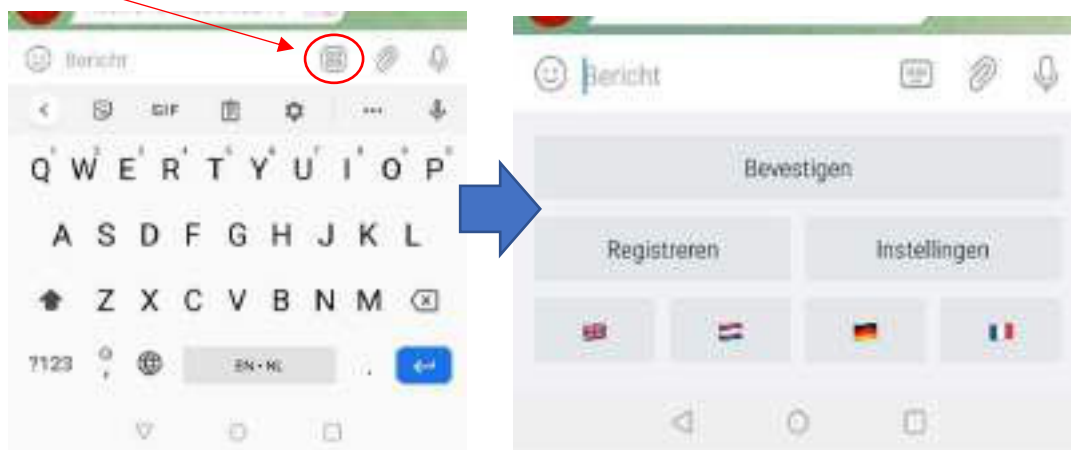 Bericht
GIF
Q W E R T Y U I O P
A S D F G H J K L
Z X C V B N M
?123 , EN • NL .
Bericht
Bevestigen
Registreren Instellingen